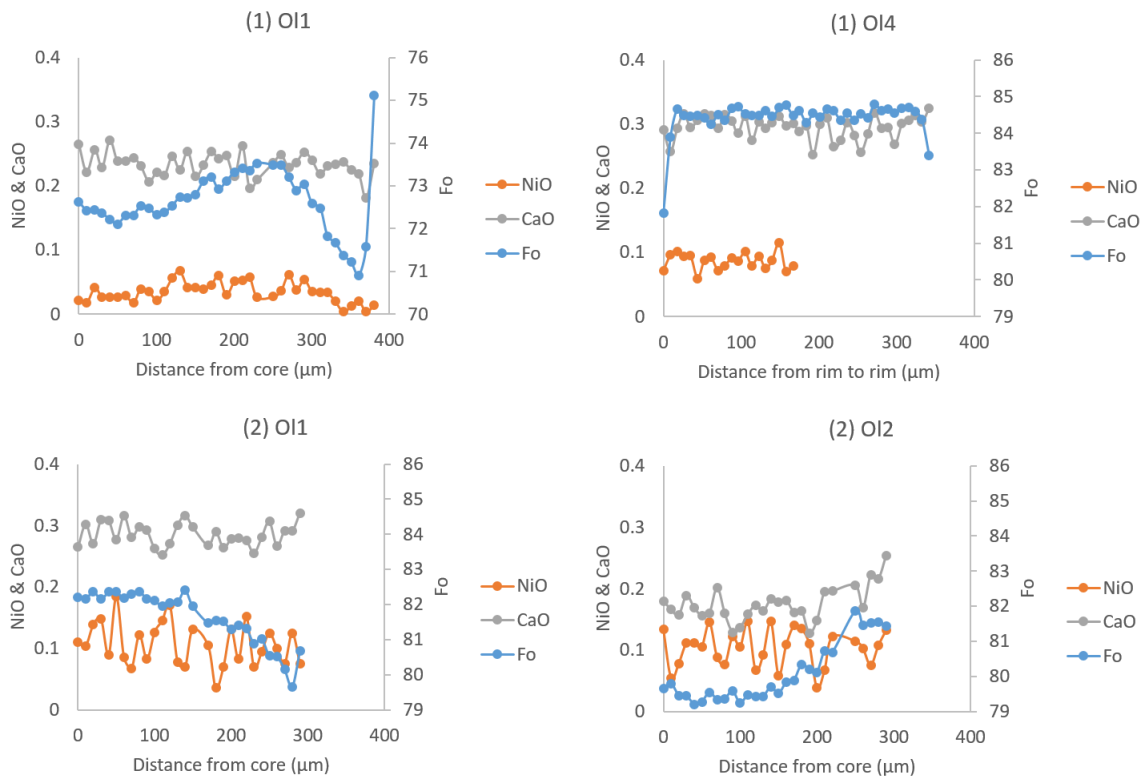 (1) Ol1
NiO & CaO
0.4
0.3
0.2
0.1
0
76
75
74
73
72
71
70
Fo
0
100
200
300
400
Distance from core (µm)
NiO
CaO
Fo
(1) Ol4
NiO & CaO
0.4
0.3
0.2
0.1
0
86
85
84
83
82
81
80
79
Fo
0
100
200
300
400
Distance from rim to rim (µm)
NiO
CaO
Fo
(2) Ol1
NiO & CaO
0.4
0.3
0.2
0.1
0
86
85
84
83
82
81
80
79
Fo
0
100
200
300
400
Distance from core (µm)
NiO
CaO
Fo
(2) Ol2
NiO & CaO
0.4
0.3
0.2
0.1
0
86
85
84
83
82
81
80
79
Fo
0
100
200
300
400
Distance from core (µm)
NiO
CaO
Fo